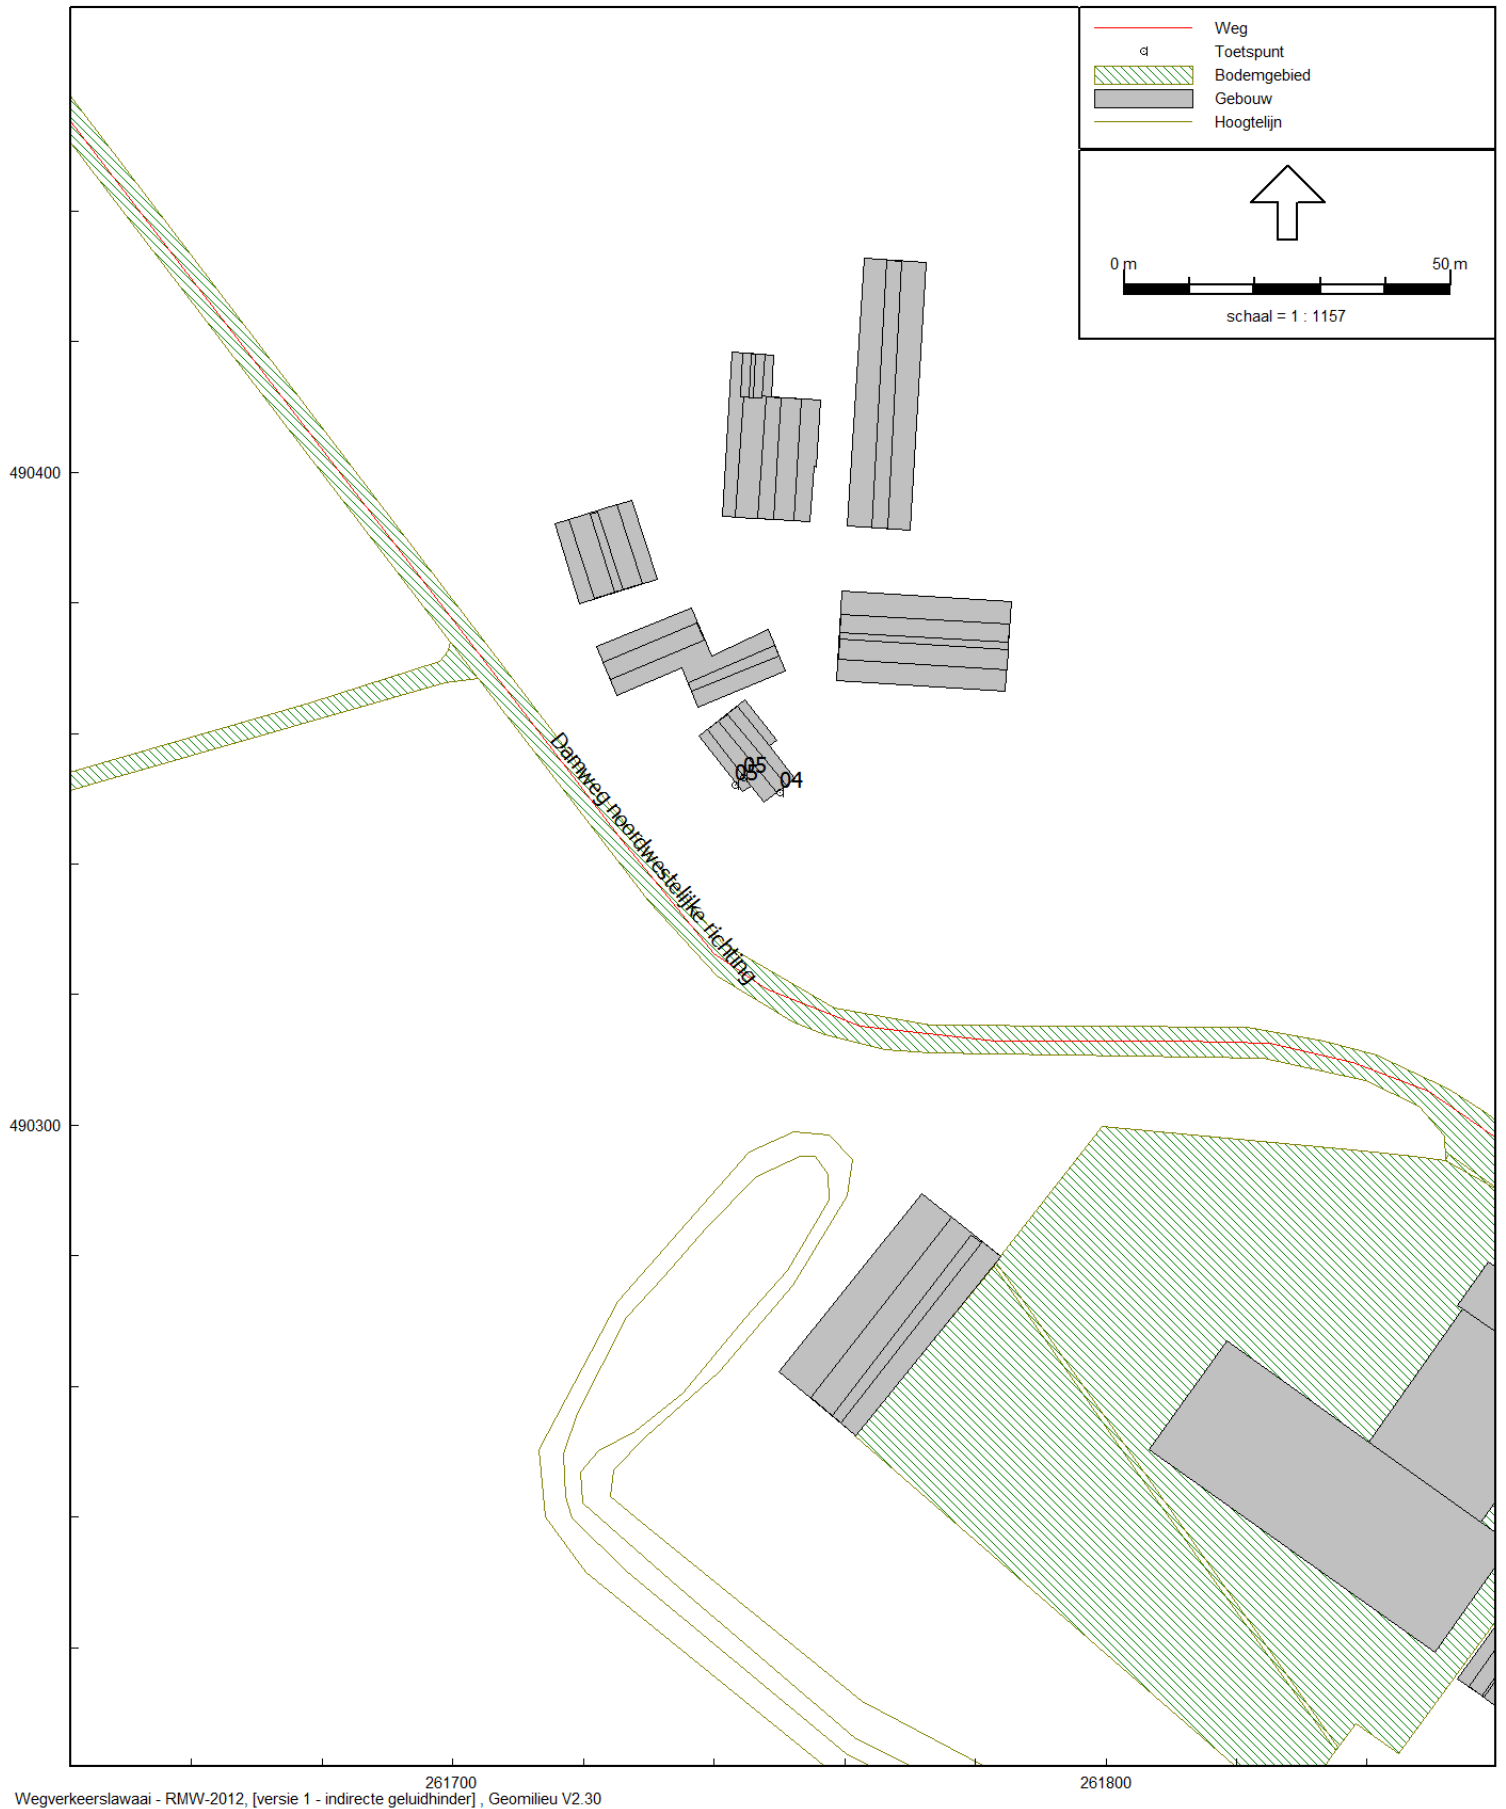 Weg
Toetspunt
Bodemgebied
Gebouw
Hoogtelijn
0 m 50 m
schaal = 1 : 1157
490400
05
05
04
Damweg noordwestelijke richting
490300
261700 261800
Wegverkeerslawaai - RMW-2012, [versie 1 - indirecte geluidhinder] , Geomilieu V2.30